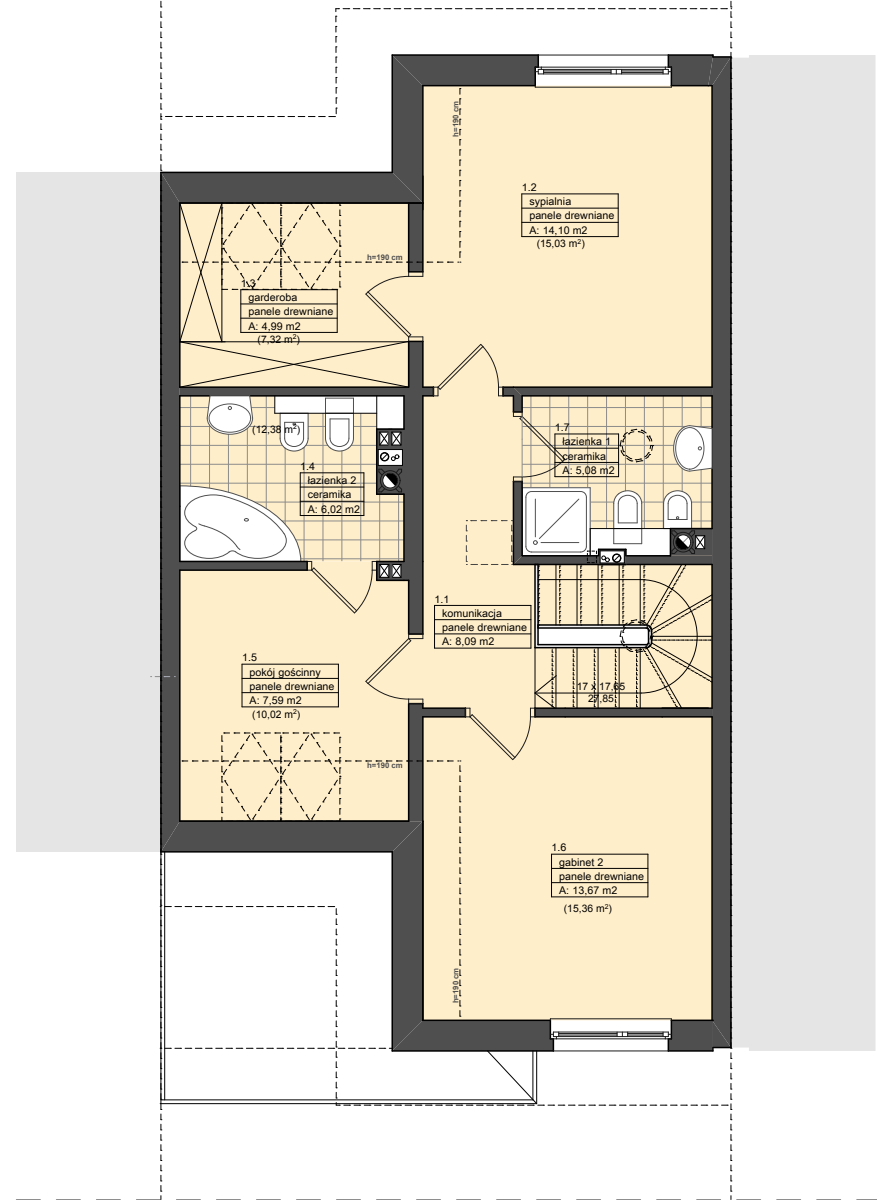 h=190 cm
1.2
sypialnia
panele drewniane
A: 14,10 m2
(15,03 m²)
h=190 cm
1.3
garderoba
panele drewniane
A: 4,99 m2
(7,32 m²)
(12,38 m²)
1.4
łazienka 2
ceramika
A: 6,02 m2
1.7
łazienka 1
ceramika
A: 5,08 m2
1.1
komunikacja
panele drewniane
A: 8,09 m2
1.5
pokój gościnny
panele drewniane
A: 7,59 m2
(10,02 m²)
17 x 17,65
27,85
h=190 cm
1.6
gabinet 2
panele drewniane
A: 13,67 m2
(15,36 m²)
h=190 cm